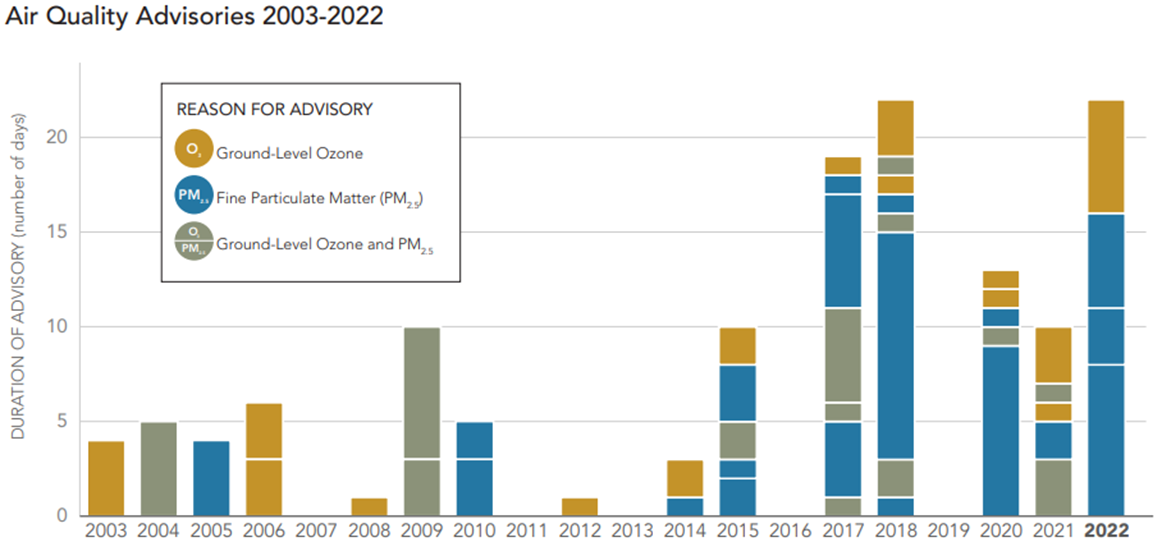 Air Quality Advisories 2003-2022
DURATION OF ADVISORY (number of days)
20
15
10
5
0
REASON FOR ADVISORY
O₃ Ground-Level Ozone
PM₂.₅ Fine Particulate Matter (PM₂.₅)
O₃
PM₂.₅ Ground-Level Ozone and PM₂.₅
2003 2004 2005 2006 2007 2008 2009 2010 2011 2012 2013 2014 2015 2016 2017 2018 2019 2020 2021 2022